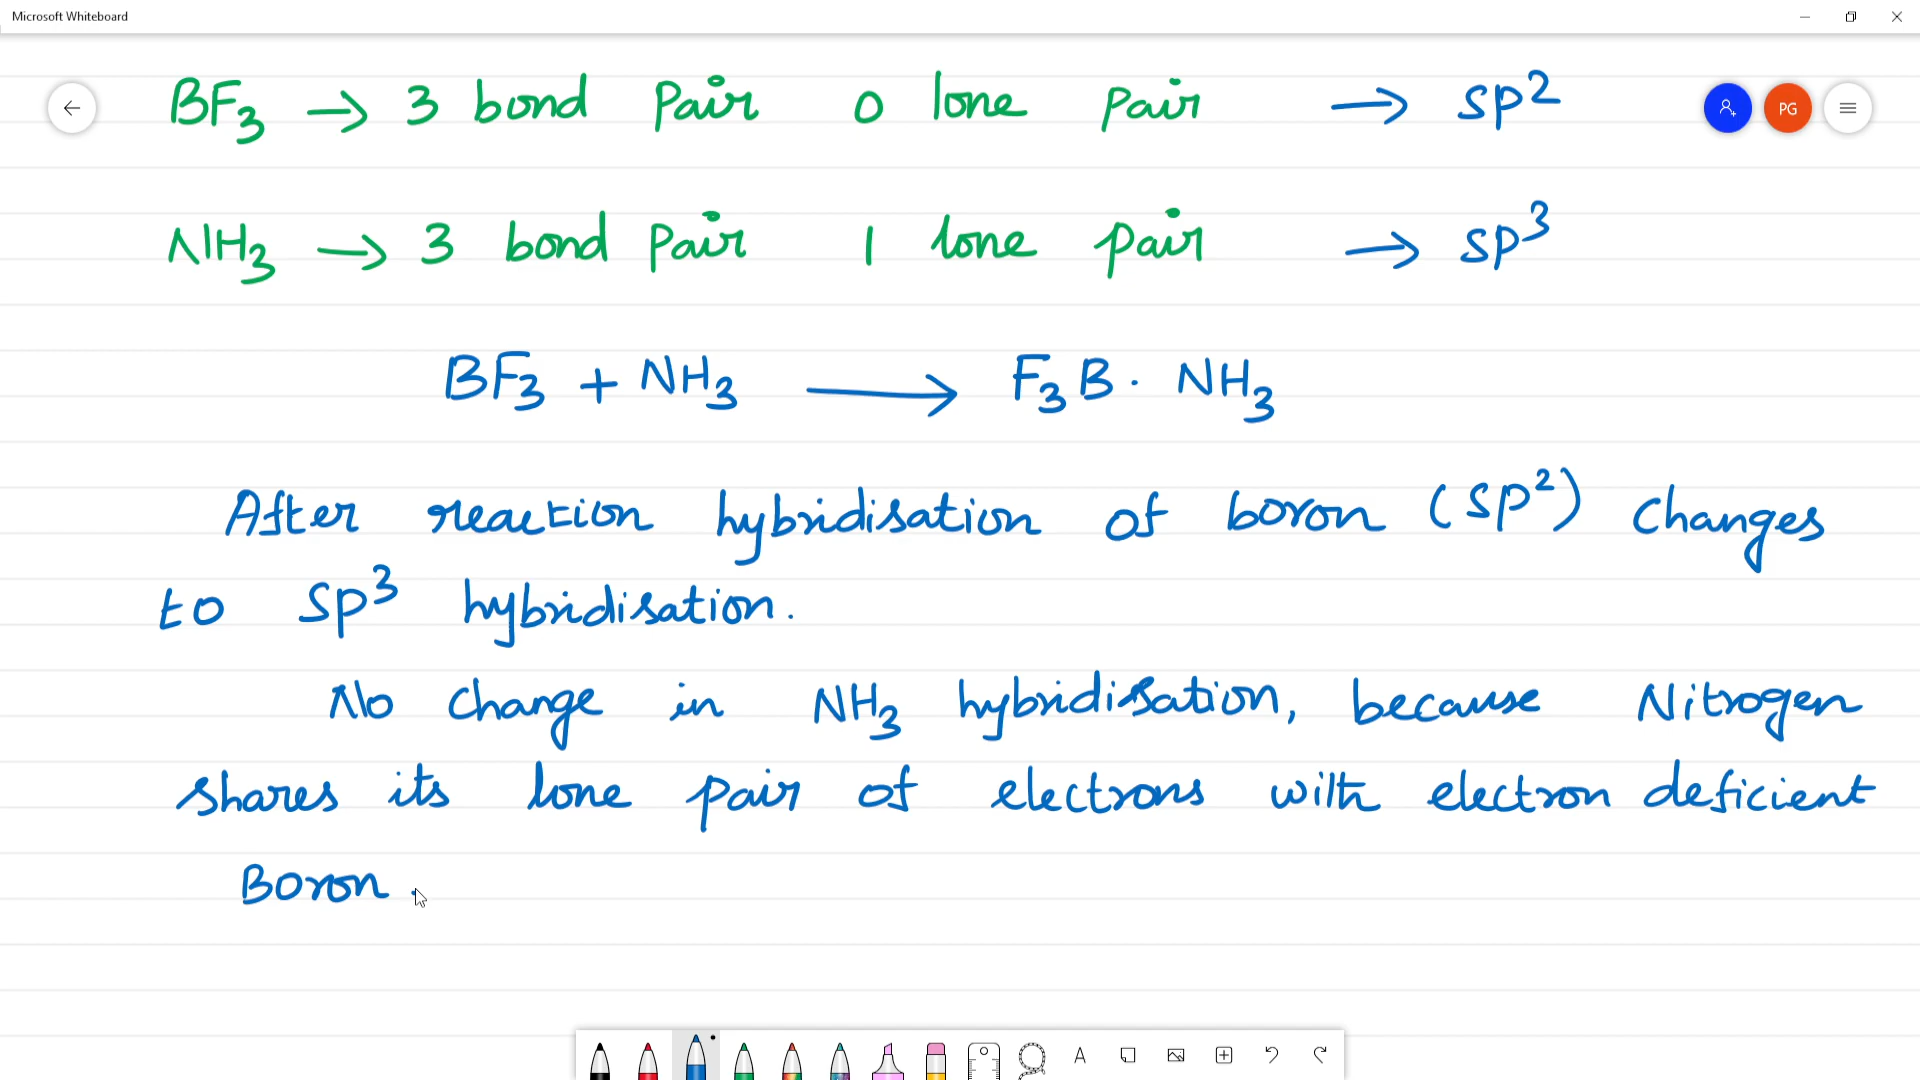 Microsoft Whiteboard
BF₃ → 3 bond Pair 0 lone Pair → sp²
PG
NH₃ → 3 bond Pair 1 lone pair → sp³
BF₃ + NH₃ → F₃B · NH₃
After reaction hybridisation of boron (sp²) changes
to sp³ hybridisation.
No change in NH₃ hybridisation, because Nitrogen
shares its lone pair of electrons with electron deficient
Boron.
A